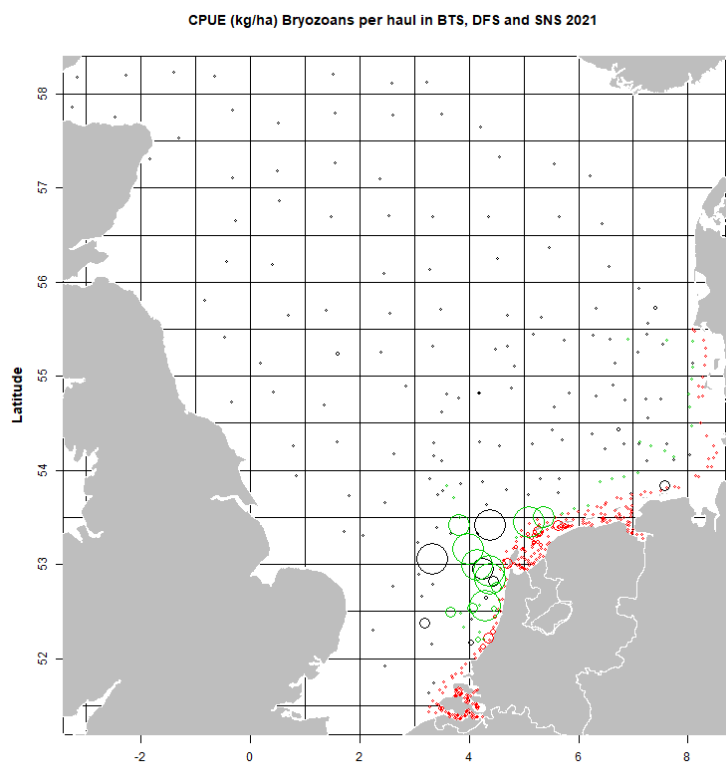 CPUE (kg/ha) Bryozoans per haul in BTS, DFS and SNS 2021
58
57
56
55
54
53
52
Latitude
-2 0 2 4 6 8